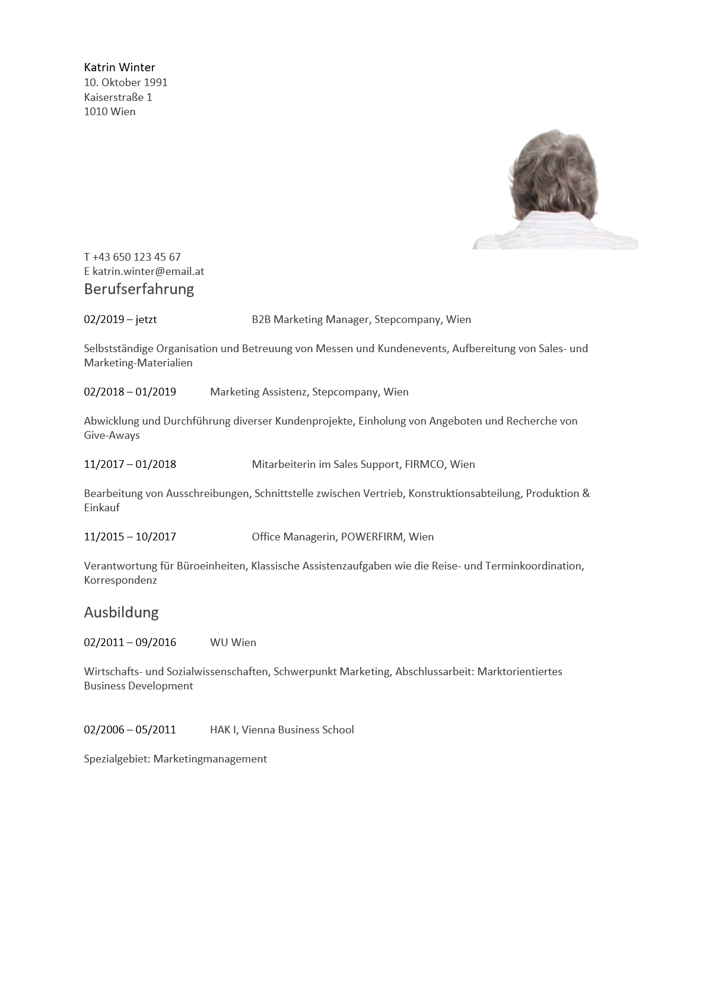 Katrin Winter
10. Oktober 1991
Kaiserstraße 1
1010 Wien
T +43 650 123 45 67
E katrin.winter@email.at
Berufserfahrung
02/2019 – jetzt B2B Marketing Manager, Stepcompany, Wien
Selbstständige Organisation und Betreuung von Messen und Kundenevents, Aufbereitung von Sales- und
Marketing-Materialien
02/2018 – 01/2019 Marketing Assistenz, Stepcompany, Wien
Abwicklung und Durchführung diverser Kundenprojekte, Einholung von Angeboten und Recherche von
Give-Aways
11/2017 – 01/2018 Mitarbeiterin im Sales Support, FIRMCO, Wien
Bearbeitung von Ausschreibungen, Schnittstelle zwischen Vertrieb, Konstruktionsabteilung, Produktion &
Einkauf
11/2015 – 10/2017 Office Managerin, POWERFIRM, Wien
Verantwortung für Büroeinheiten, Klassische Assistenzaufgaben wie die Reise- und Terminkoordination,
Korrespondenz
Ausbildung
02/2011 – 09/2016 WU Wien
Wirtschafts- und Sozialwissenschaften, Schwerpunkt Marketing, Abschlussarbeit: Marktorientiertes
Business Development
02/2006 – 05/2011 HAK I, Vienna Business School
Spezialgebiet: Marketingmanagement